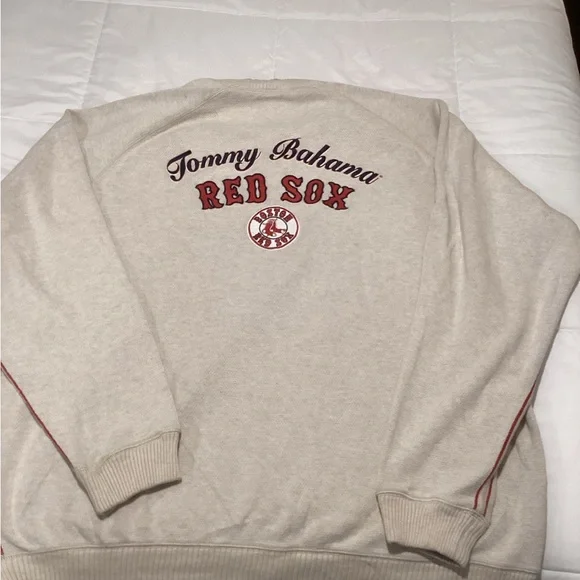 Tommy Bahama
RED SOX
BOSTON
RED SOX